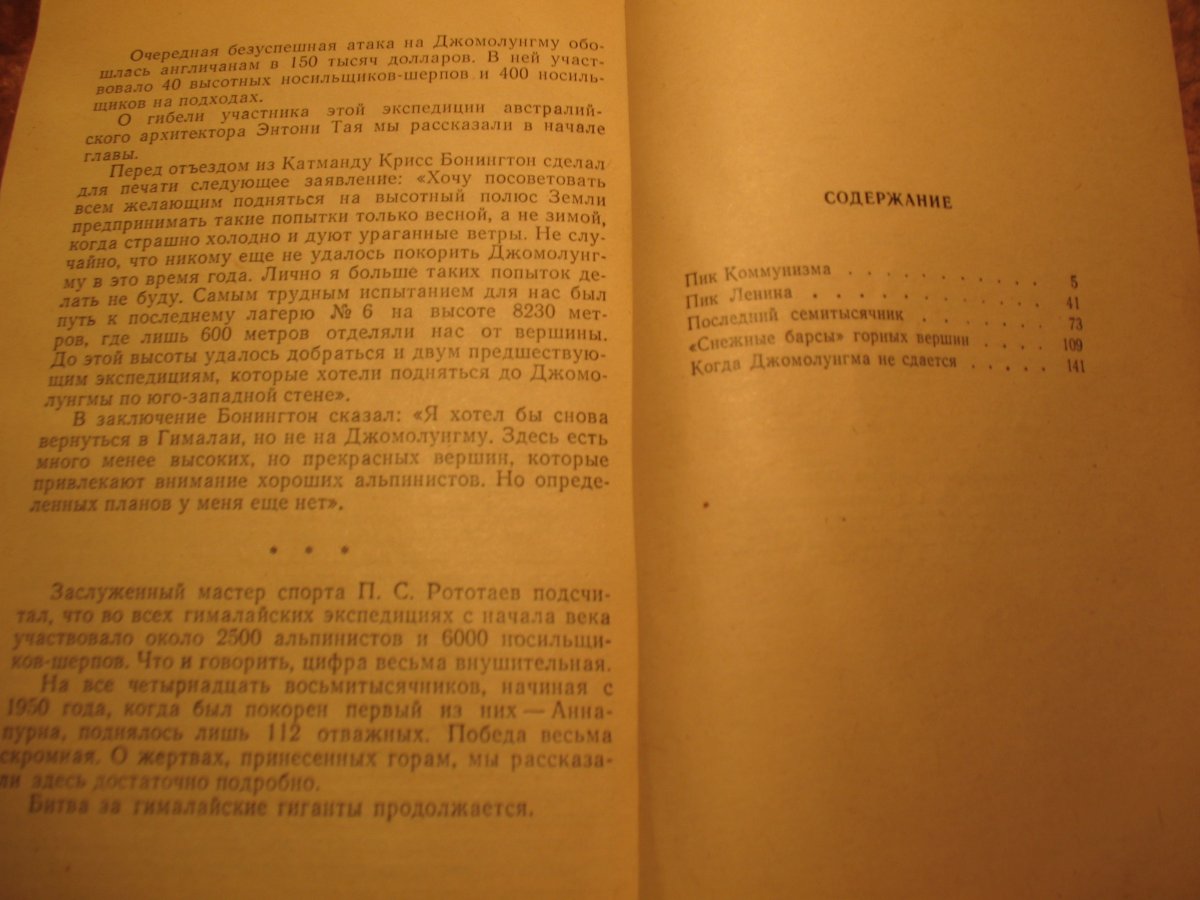 Очередная безуспешная атака на Джомолунгму обо-
шлась англичанам в 150 тысяч долларов. В ней участ-
вовало 40 высотных носильщиков-шерпов и 400 носиль-
щиков на подходах.
О гибели участника этой экспедиции австралий-
ского архитектора Энтони Тая мы рассказали в начале
главы.
Перед отъездом из Катманду Крисс Бонингтон сделал
для печати следующее заявление: «Хочу посоветовать
всем желающим подняться на высотный полюс Земли
предпринимать такие попытки только весной, а не зимой,
когда страшно холодно и дуют ураганные ветры. Не слу-
чайно, что никому еще не удалось покорить Джомолунг-
му в это время года. Лично я больше таких попыток де-
лать не буду. Самым трудным испытанием для нас был
путь к последнему лагерю № 6 на высоте 8230 мет-
ров, где лишь 600 метров отделяли нас от вершины.
До этой высоты удалось добраться и двум предшествую-
щим экспедициям, которые хотели подняться до Джомо-
лунгмы по юго-западной стене».
В заключение Бонингтон сказал: «Я хотел бы снова
вернуться в Гималаи, но не на Джомолунгму. Здесь есть
много менее высоких, но прекрасных вершин, которые
привлекают внимание хороших альпинистов. Но опреде-
ленных планов у меня еще нет».
* * *
Заслуженный мастер спорта П. С. Рототаев подсчи-
тал, что во всех гималайских экспедициях с начала века
участвовало около 2500 альпинистов и 6000 носильщи-
ков-шерпов. Что и говорить, цифра весьма внушительная.
На все четырнадцать восьмитысячников, начиная с
1950 года, когда был покорен первый из них — Анна-
пурна, поднялось лишь 112 отважных. Победа весьма
скромная. О жертвах, принесенных горам, мы рассказа-
ли здесь достаточно подробно.
Битва за гималайские гиганты продолжается.
СОДЕРЖАНИЕ
Пик Коммунизма . . . . . . . . . . 5
Пик Ленина . . . . . . . . . . . 41
Последний семитысячник . . . . . . . 73
«Снежные барсы» горных вершин . . . . 109
Когда Джомолунгма не сдается . . . . . 141